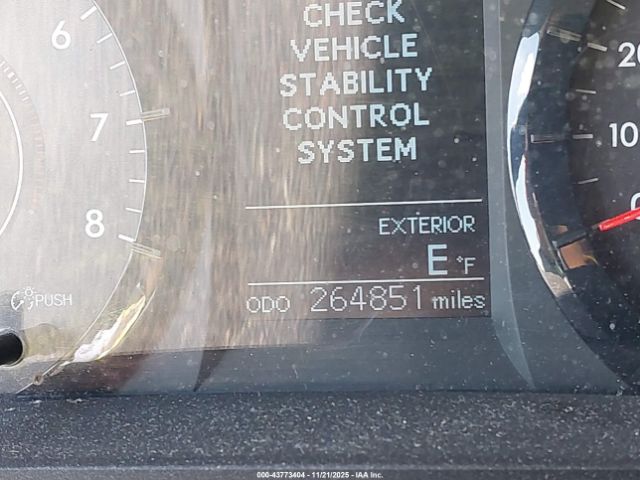 CHECK
VEHICLE
STABILITY
CONTROL
SYSTEM
EXTERIOR
E °F
ODO 264851 miles
6
7
8
PUSH
20
10
0
000-43773404 - 11/21/2025 - IAA Inc.